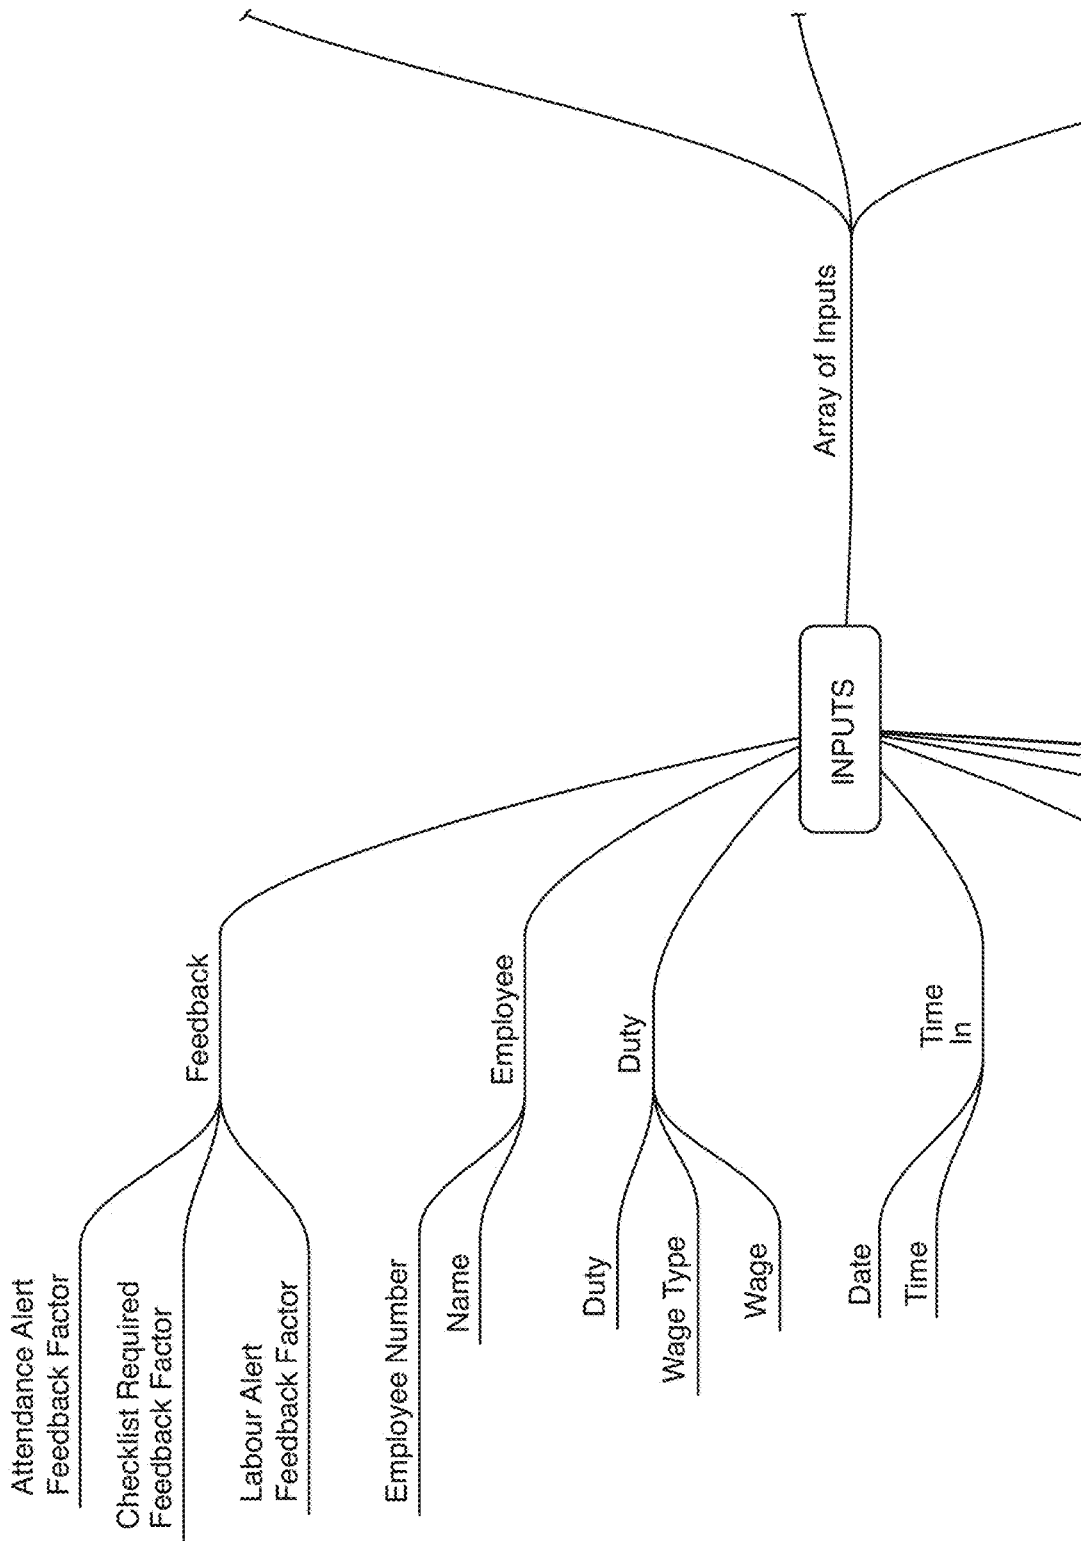 Attendance Alert
Feedback Factor
Checklist Required
Feedback Factor
Labour Alert
Feedback Factor
Feedback
Employee Number
Name
Employee
Duty
Wage Type
Wage
Duty
Date
Time
Time
In
INPUTS
Array of Inputs